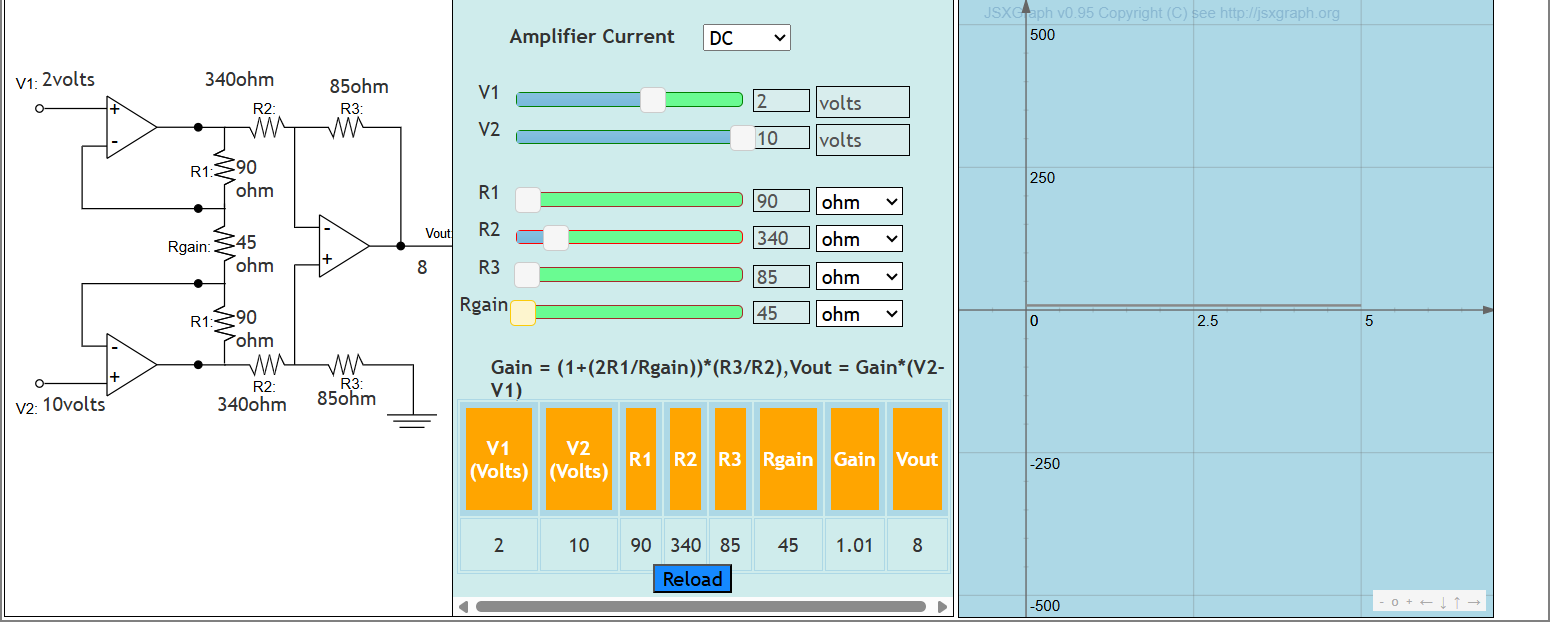 V1: 2volts
340ohm
85ohm
R2:
R3:
+
-
R1: 90
ohm
Rgain: 45
ohm
-
+
Vout:
8
R1: 90
ohm
-
+
R2:
R3:
340ohm
85ohm
V2: 10volts
Amplifier Current DC
V1 2 volts
V2 10 volts
R1 90 ohm
R2 340 ohm
R3 85 ohm
Rgain 45 ohm
Gain = (1+(2R1/Rgain))*(R3/R2),Vout = Gain*(V2-
V1)
V1 (Volts) V2 (Volts) R1 R2 R3 Rgain Gain Vout
2 10 90 340 85 45 1.01 8
Reload
JSXGraph v0.95 Copyright (C) see http://jsxgraph.org
500
250
0 2.5 5
-250
-500
- o + ← ↓ ↑ →